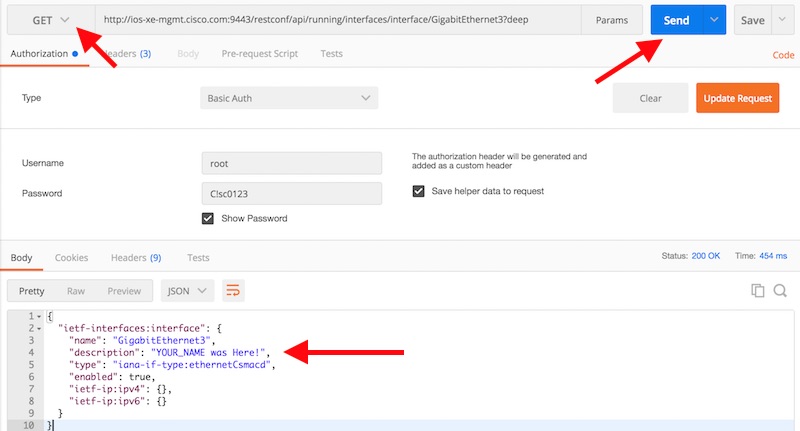 GET http://ios-xe-mgmt.cisco.com:9443/restconf/api/running/interfaces/interface/GigabitEthernet3?deep Params Send Save
Authorization Headers (3) Body Pre-request Script Tests Code
Type Basic Auth Clear Update Request
Username root The authorization header will be generated and
added as a custom header
Password C!sc0123 Save helper data to request
Show Password
Body Cookies Headers (9) Tests Status: 200 OK Time: 454 ms
Pretty Raw Preview JSON
1 {
2 "ietf-interfaces:interface": {
3 "name": "GigabitEthernet3",
4 "description": "YOUR_NAME was Here!",
5 "type": "iana-if-type:ethernetCsmacd",
6 "enabled": true,
7 "ietf-ip:ipv4": {},
8 "ietf-ip:ipv6": {}
9 }
10 }